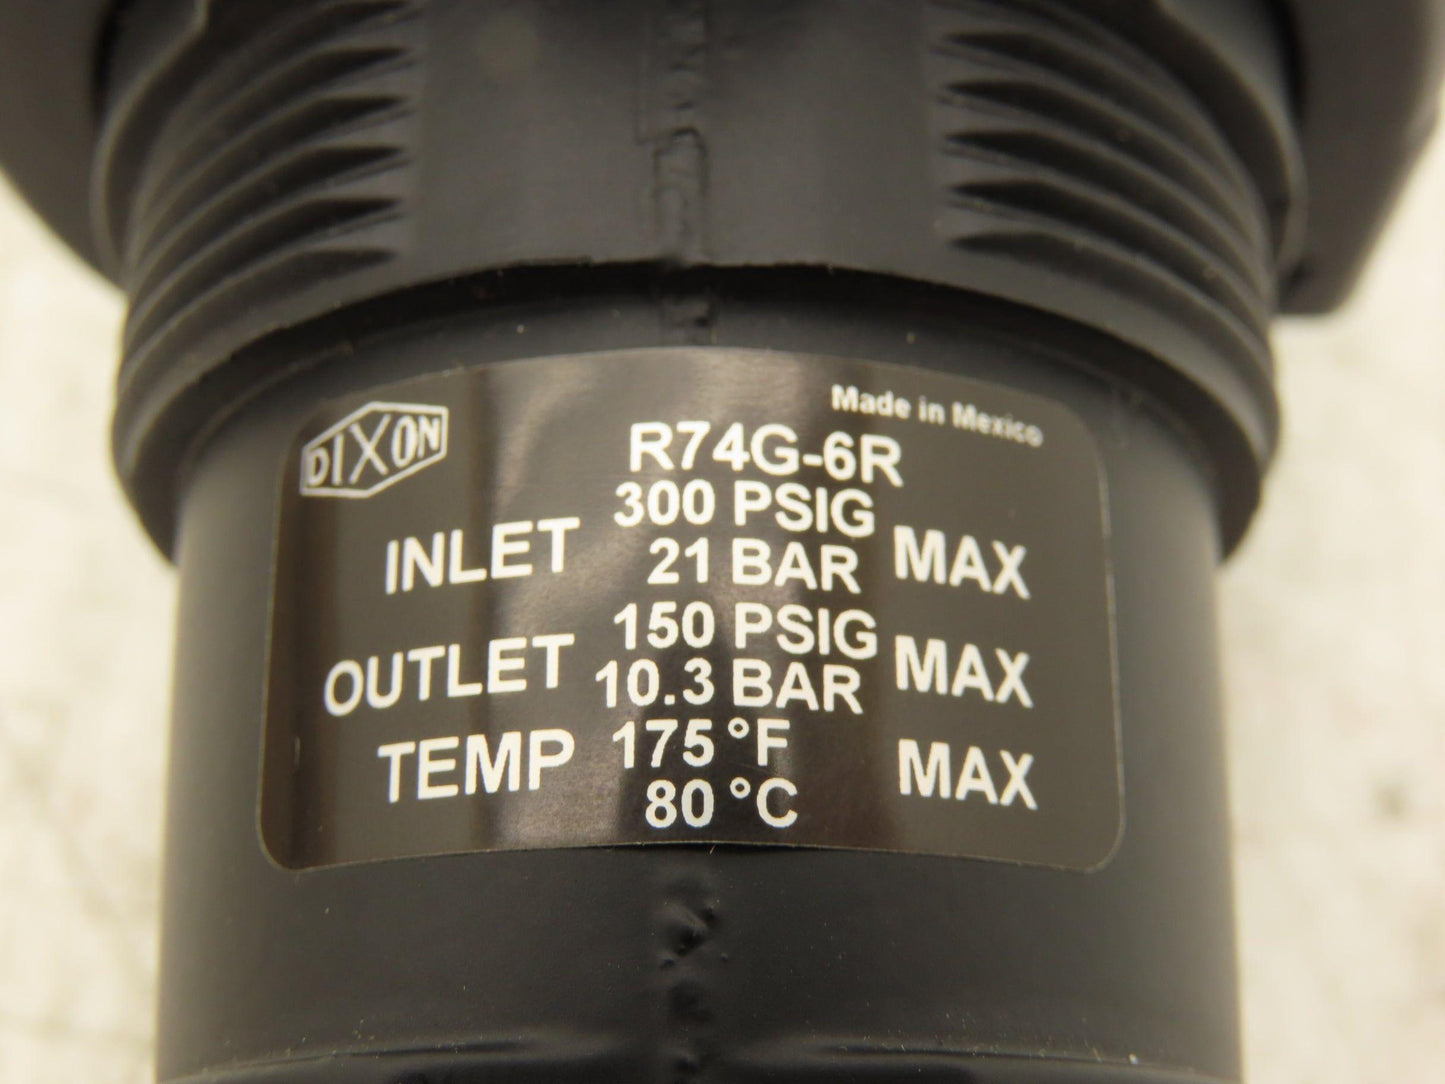 Made in Mexico
DIXON
R74G-6R
INLET 300 PSIG 21 BAR MAX
OUTLET 150 PSIG 10.3 BAR MAX
TEMP 175 °F 80 °C MAX